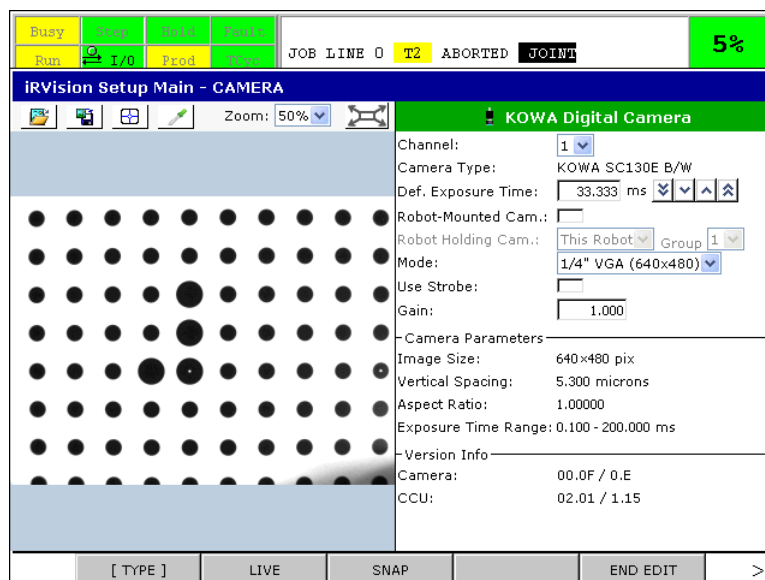 Busy Step Hold Fault
Run I/O Prod TCyc
JOB LINE 0 T2 ABORTED JOINT
5%
iRVision Setup Main - CAMERA
Zoom: 50%
KOWA Digital Camera
Channel: 1
Camera Type: KOWA SC130E B/W
Def. Exposure Time: 33.333 ms
Robot-Mounted Cam.:
Robot Holding Cam.: This Robot Group 1
Mode: 1/4" VGA (640x480)
Use Strobe:
Gain: 1.000
Camera Parameters
Image Size: 640×480 pix
Vertical Spacing: 5.300 microns
Aspect Ratio: 1.00000
Exposure Time Range: 0.100 - 200.000 ms
Version Info
Camera: 00.0F / 0.E
CCU: 02.01 / 1.15
[ TYPE ] LIVE SNAP END EDIT >